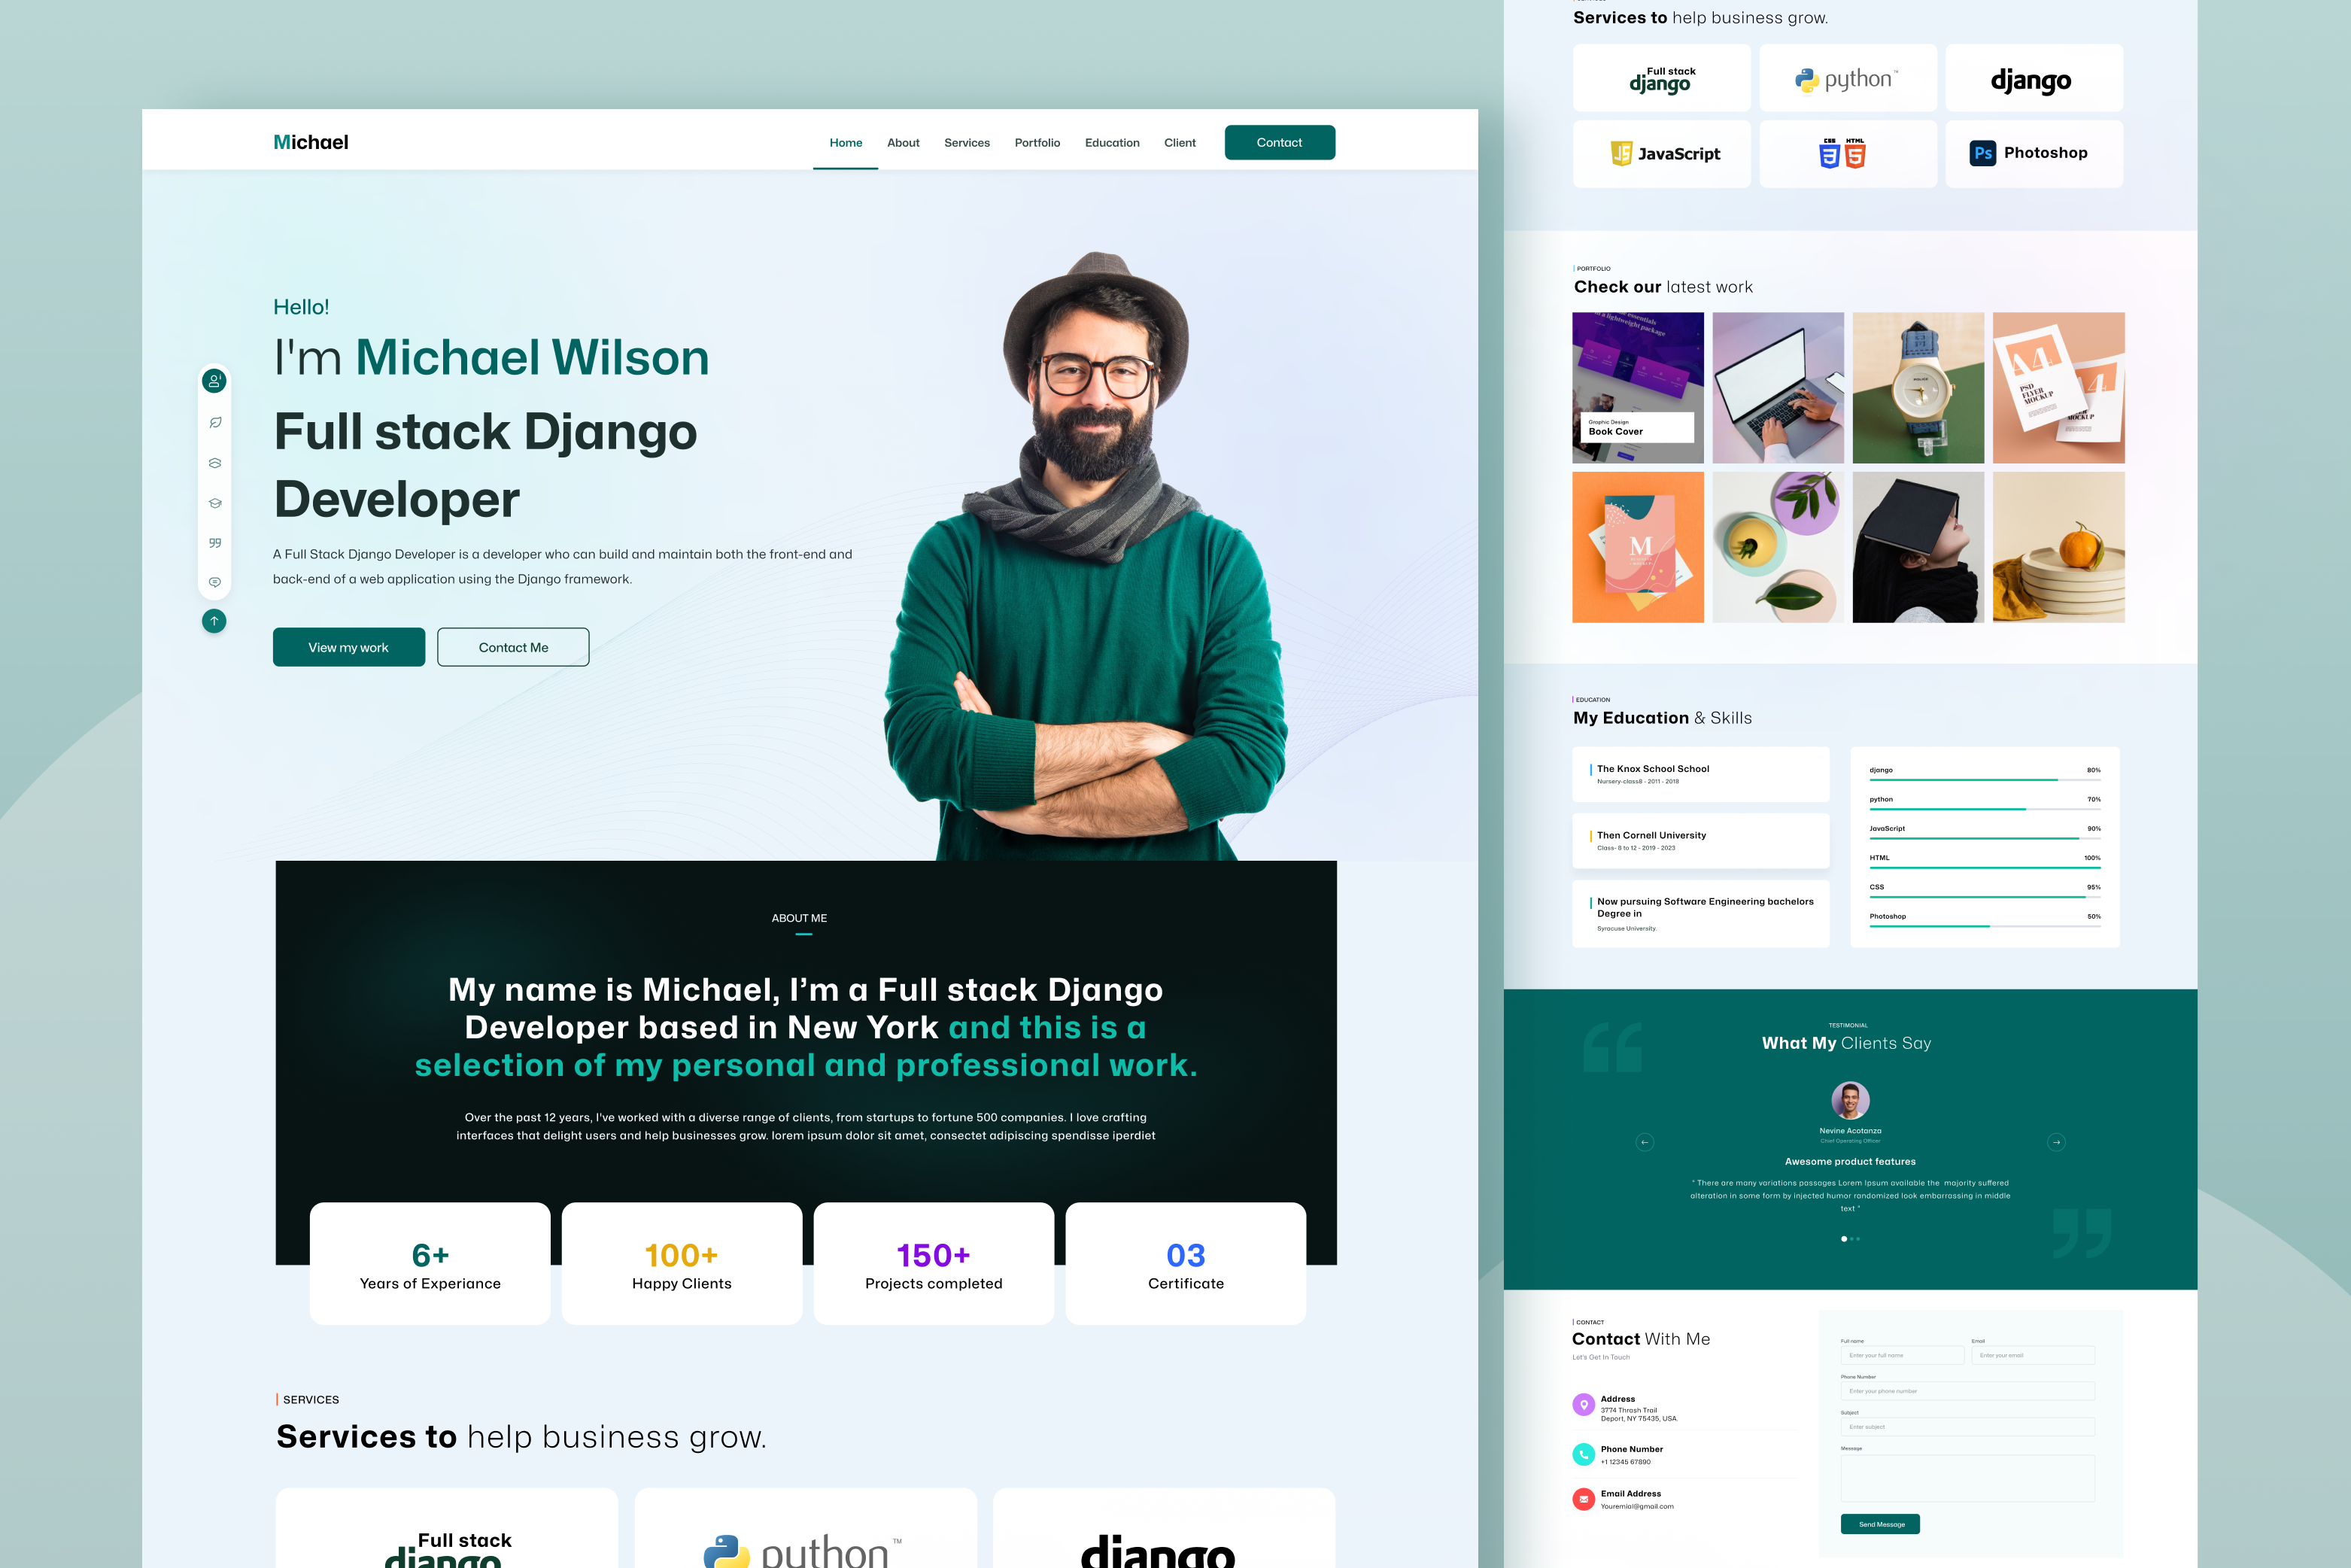 Michael
Home About Services Portfolio Education Client Contact
Hello!
I'm Michael Wilson
Full stack Django
Developer
A Full Stack Django Developer is a developer who can build and maintain both the front-end and
back-end of a web application using the Django framework.
View my work Contact Me
ABOUT ME
My name is Michael, I'm a Full stack Django
Developer based in New York and this is a
selection of my personal and professional work.
Over the past 12 years, I've worked with a diverse range of clients, from startups to fortune 500 companies. I love crafting
interfaces that delight users and help businesses grow. lorem ipsum dolor sit amet, consectet adipiscing spendisse iperdiet
6+
Years of Experiance
100+
Happy Clients
150+
Projects completed
03
Certificate
SERVICES
Services to help business grow.
Full stack
django
python™
django
Services to help business grow.
Full stack
django
python™
django
JS JavaScript
CSS HTML
3 5
Ps Photoshop
PORTFOLIO
Check our latest work
essentials
in a lightweight package
Graphic Design
Book Cover
POLICE
A4
PSD
FLYER
MOCKUP
A4
MOCKUP
M
EDUCATION
My Education & Skills
The Knox School School
Nursery-class8 - 2011 - 2018
Then Cornell University
Class- 8 to 12 - 2019 - 2023
Now pursuing Software Engineering bachelors
Degree in
Syracuse University.
django 80%
python 70%
JavaScript 90%
HTML 100%
CSS 95%
Photoshop 50%
TESTIMONIAL
What My Clients Say
Nevine Acotanza
Chief Operating Officer
Awesome product features
" There are many variations passages Lorem Ipsum available the majority suffered
alteration in some form by injected humor randomized look embarrassing in middle
text "
CONTACT
Contact With Me
Let's Get In Touch
Address
3774 Thrash Trail
Deport, NY 75435, USA.
Phone Number
+1 12345 67890
Email Address
Youremial@gmail.com
Full name Email
Enter your full name Enter your email
Phone Number
Enter your phone number
Subject
Enter subject
Message
Send Message